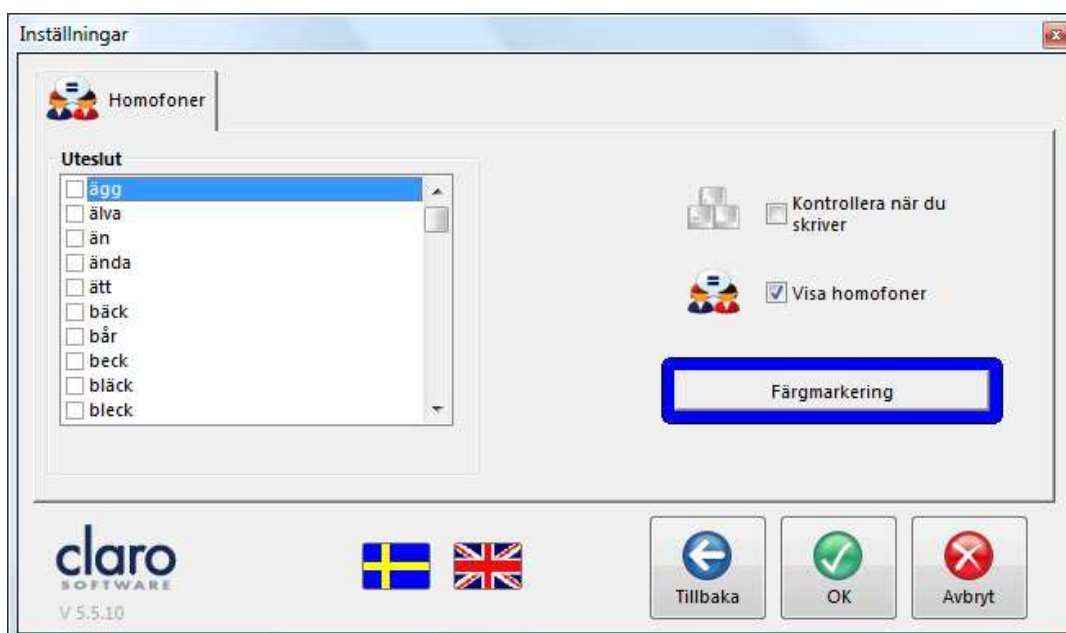 Inställningar
Homofoner
Uteslut
ägg
älva
än
ända
ätt
bäck
bår
beck
bläck
bleck
Kontrollera när du
skriver
Visa homofoner
Färgmarkering
claro
SOFTWARE
V 5.5.10
Tillbaka
OK
Avbryt